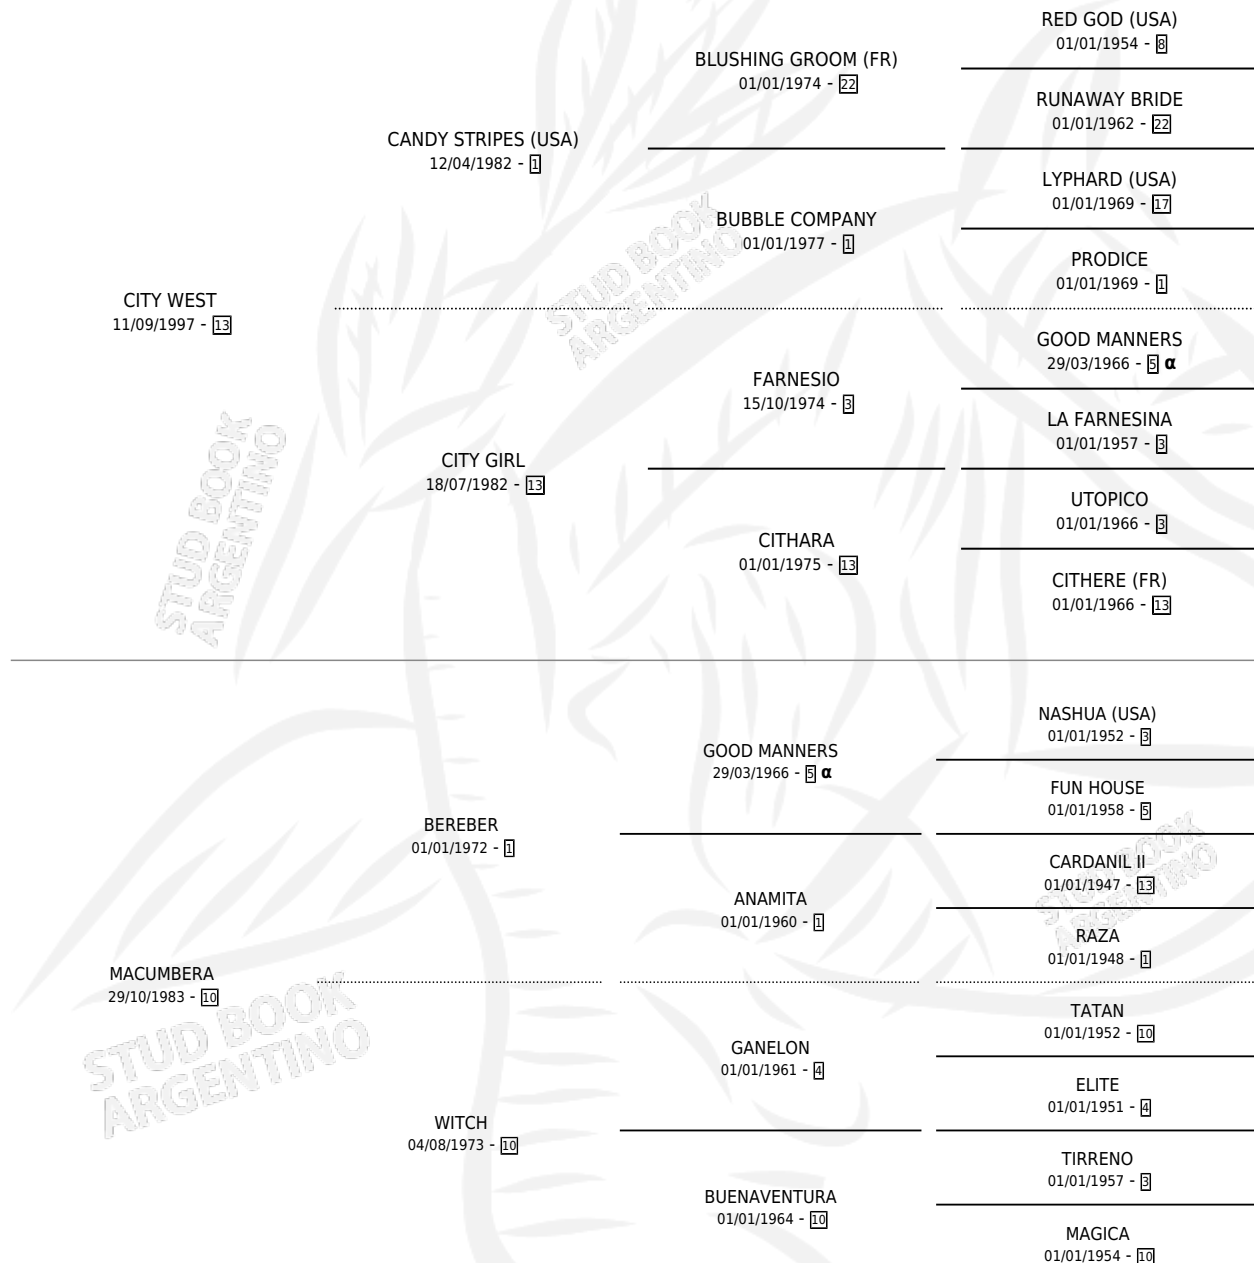 RED GOD (USA)
01/01/1954 - 8
BLUSHING GROOM (FR)
01/01/1974 - 22
RUNAWAY BRIDE
01/01/1962 - 22
CANDY STRIPES (USA)
12/04/1982 - 1
LYPHARD (USA)
01/01/1969 - 17
BUBBLE COMPANY
01/01/1977 - 1
PRODICE
01/01/1969 - 1
CITY WEST
11/09/1997 - 13
GOOD MANNERS
29/03/1966 - 5 α
FARNESIO
15/10/1974 - 3
LA FARNESINA
01/01/1957 - 3
CITY GIRL
18/07/1982 - 13
UTOPICO
01/01/1966 - 3
CITHARA
01/01/1975 - 13
CITHERE (FR)
01/01/1966 - 13
NASHUA (USA)
01/01/1952 - 3
GOOD MANNERS
29/03/1966 - 5 α
FUN HOUSE
01/01/1958 - 5
BEREBER
01/01/1972 - 1
CARDANIL II
01/01/1947 - 13
ANAMITA
01/01/1960 - 1
RAZA
01/01/1948 - 1
MACUMBERA
29/10/1983 - 10
TATAN
01/01/1952 - 10
GANELON
01/01/1961 - 4
ELITE
01/01/1951 - 4
WITCH
04/08/1973 - 10
TIRRENO
01/01/1957 - 3
BUENAVENTURA
01/01/1964 - 10
MAGICA
01/01/1954 - 10
STUD BOOK
ARGENTINO
STUD BOOK
ARGENTINO
STUD BOOK
ARGENTINO
STUD BOOK
ARGENTINO